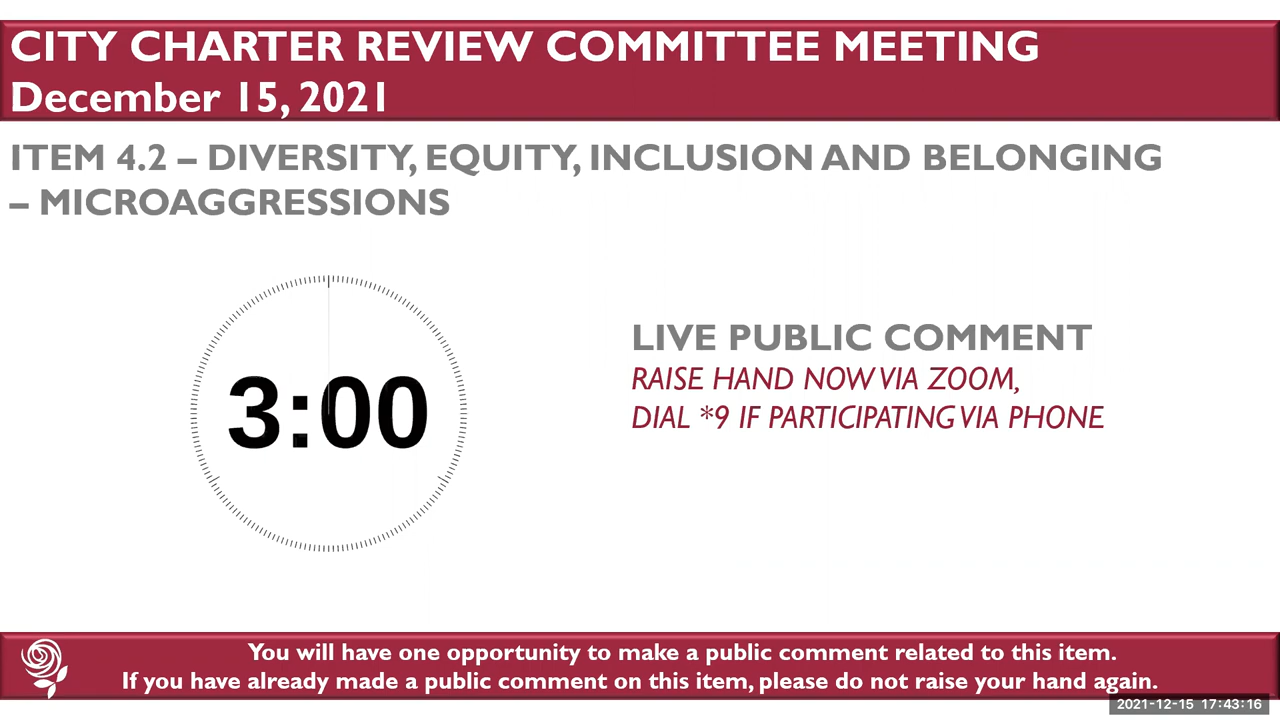 CITY CHARTER REVIEW COMMITTEE MEETING
December 15, 2021
ITEM 4.2 – DIVERSITY, EQUITY, INCLUSION AND BELONGING
– MICROAGGRESSIONS
3:00
LIVE PUBLIC COMMENT
RAISE HAND NOW VIA ZOOM,
DIAL *9 IF PARTICIPATING VIA PHONE
You will have one opportunity to make a public comment related to this item.
If you have already made a public comment on this item, please do not raise your hand again.
2021-12-15 17:43:16